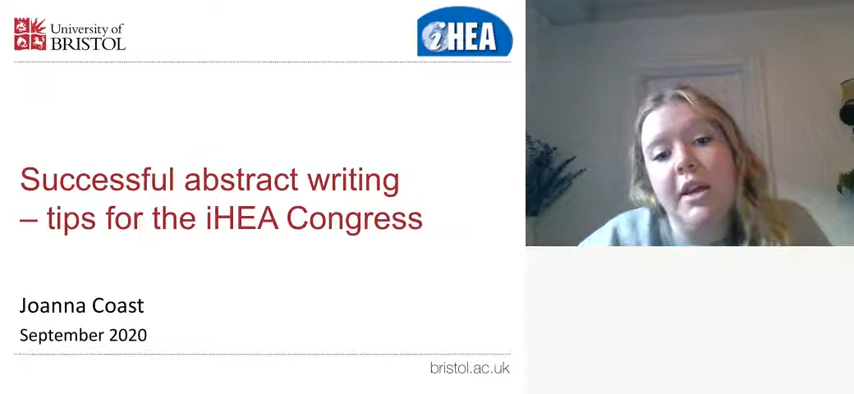 University of
BRISTOL
iHEA
Successful abstract writing
– tips for the iHEA Congress
Joanna Coast
September 2020
bristol.ac.uk